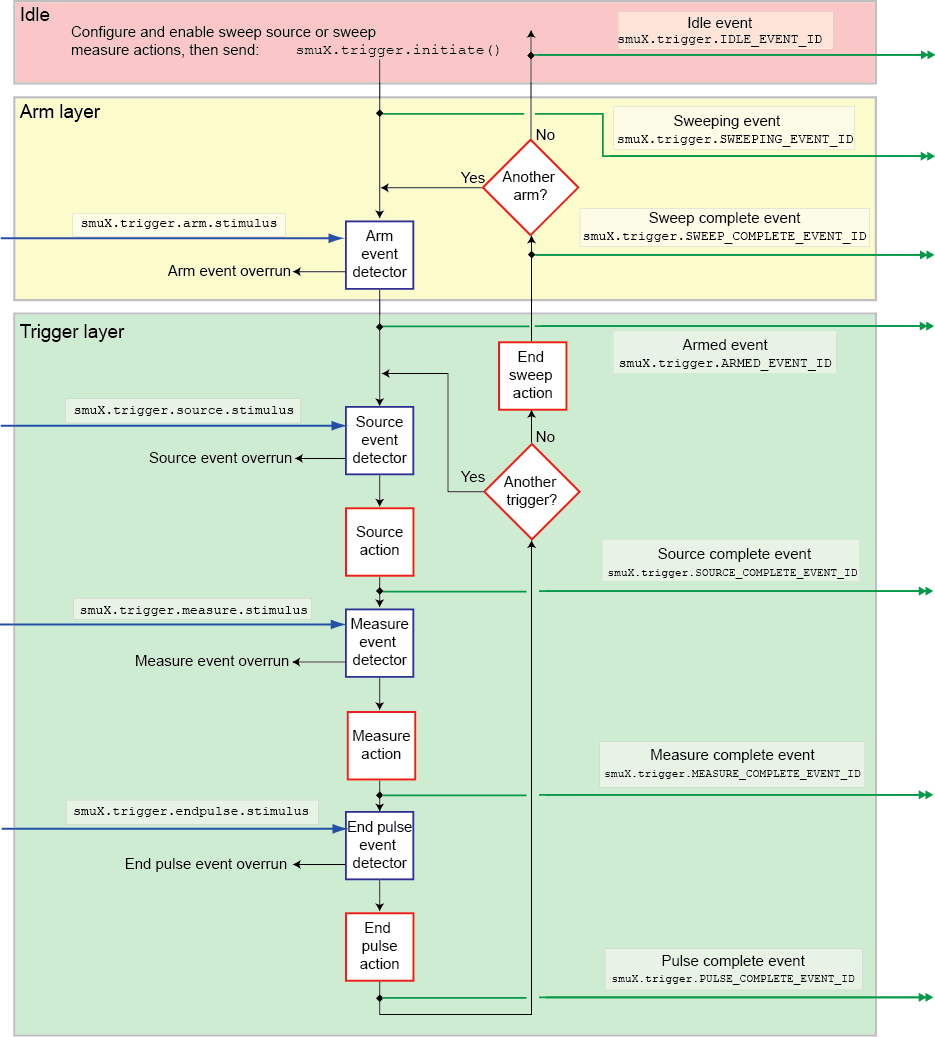 Idle
Configure and enable sweep source or sweep
measure actions, then send: smuX.trigger.initiate()
Idle event
smuX.trigger.IDLE_EVENT_ID
Arm layer
Sweeping event
smuX.trigger.SWEEPING_EVENT_ID
No
Yes
Another
arm?
smuX.trigger.arm.stimulus
Arm
event
detector
Arm event overrun
Sweep complete event
smuX.trigger.SWEEP_COMPLETE_EVENT_ID
Trigger layer
Armed event
smuX.trigger.ARMED_EVENT_ID
End
sweep
action
smuX.trigger.source.stimulus
Source
event
detector
Source event overrun
No
Yes
Another
trigger?
Source
action
Source complete event
smuX.trigger.SOURCE_COMPLETE_EVENT_ID
smuX.trigger.measure.stimulus
Measure
event
detector
Measure event overrun
Measure
action
Measure complete event
smuX.trigger.MEASURE_COMPLETE_EVENT_ID
smuX.trigger.endpulse.stimulus
End pulse
event
detector
End pulse event overrun
End
pulse
action
Pulse complete event
smuX.trigger.PULSE_COMPLETE_EVENT_ID